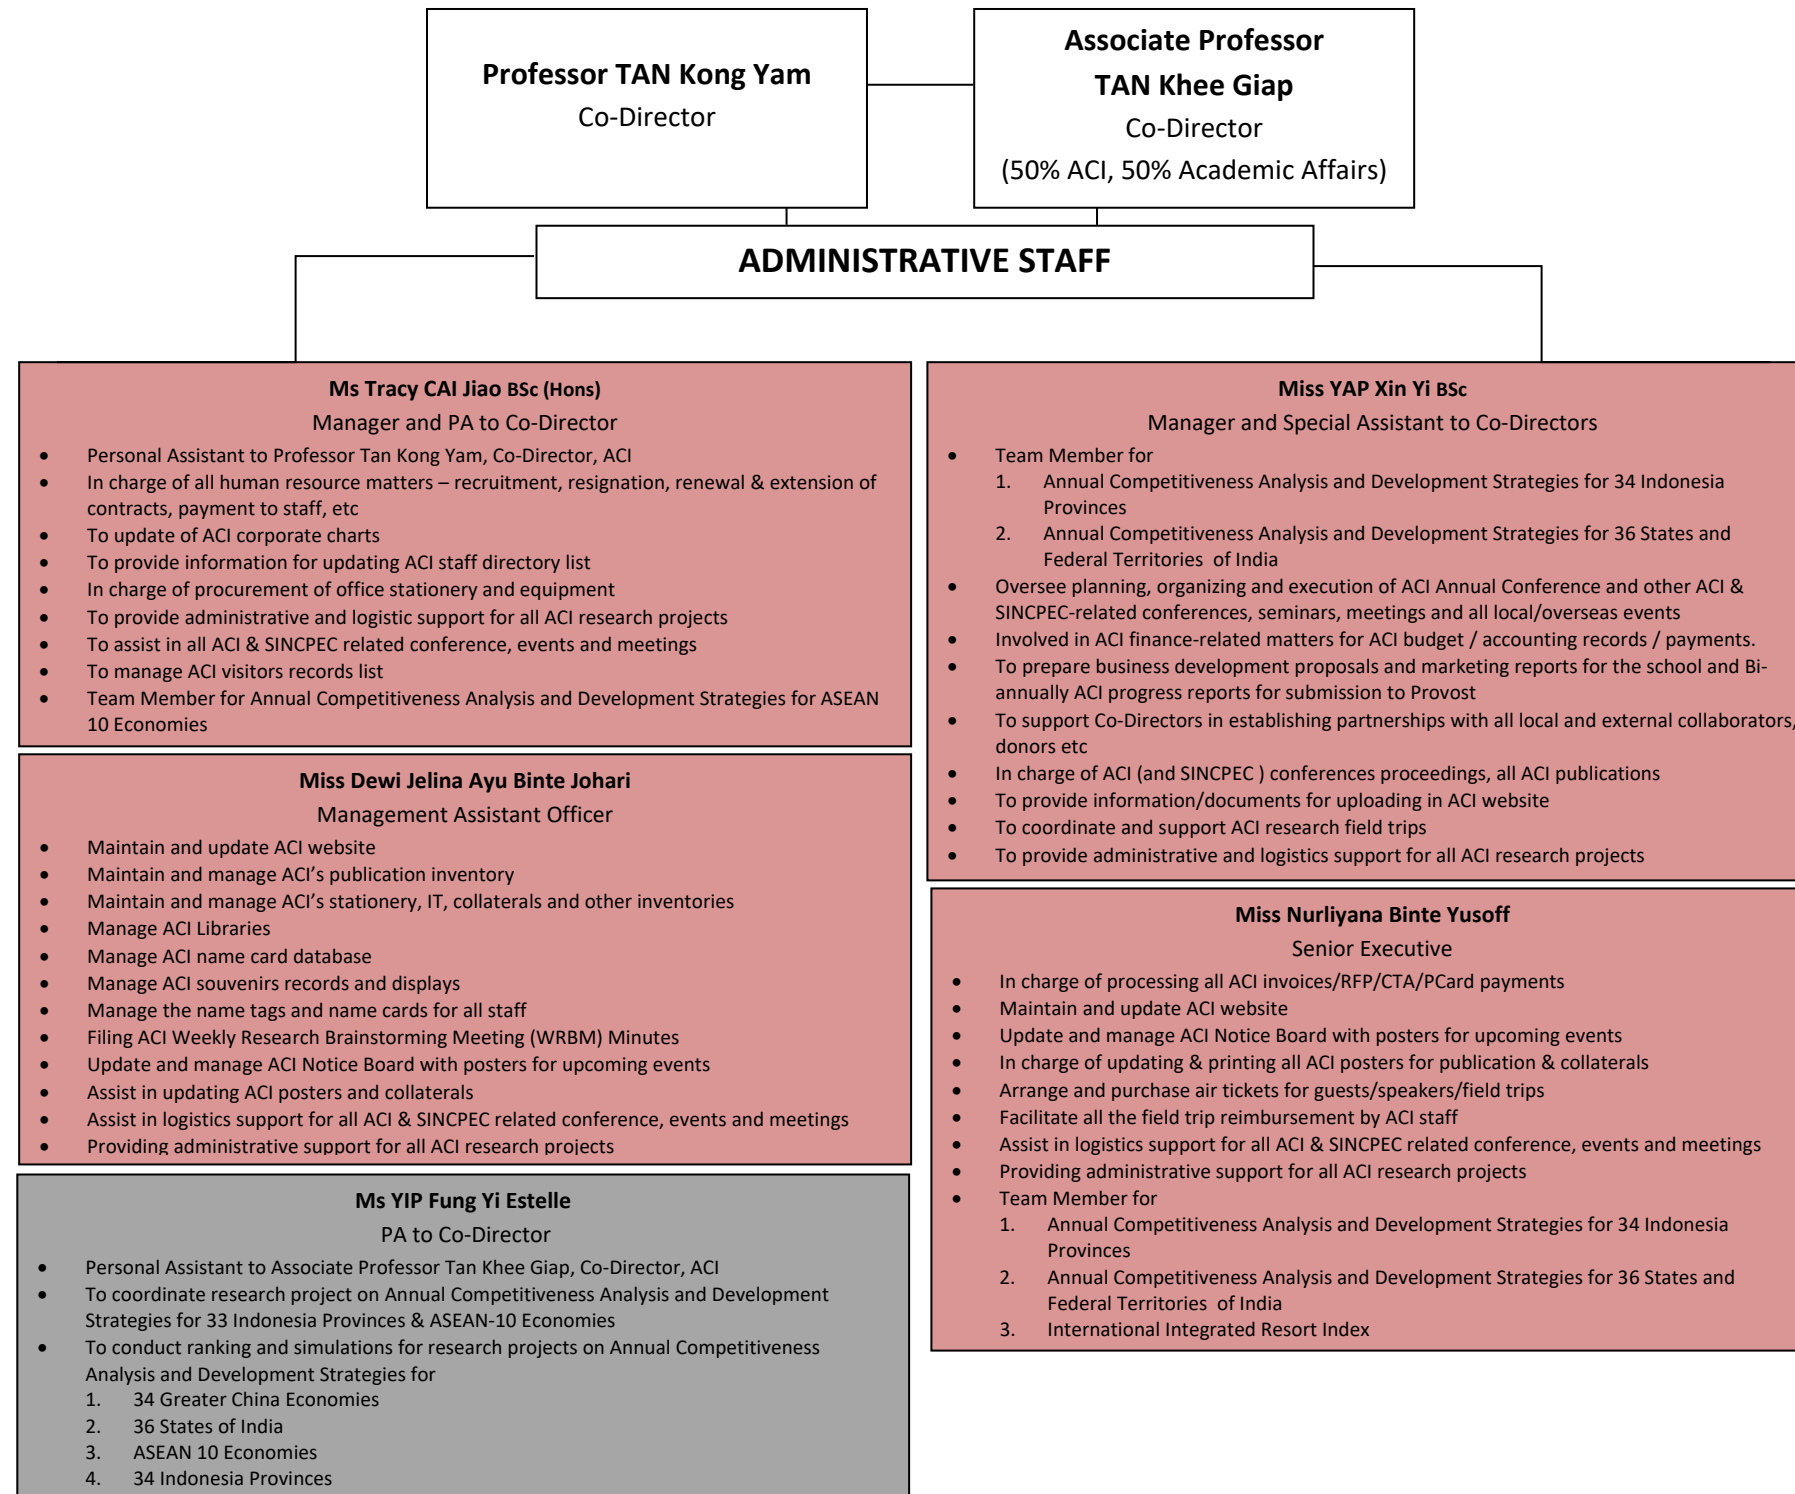 Professor TAN Kong Yam
Co-Director
Associate Professor
TAN Khee Giap
Co-Director
(50% ACI, 50% Academic Affairs)
ADMINISTRATIVE STAFF
Ms Tracy CAI Jiao BSc (Hons)
Manager and PA to Co-Director
• Personal Assistant to Professor Tan Kong Yam, Co-Director, ACI
• In charge of all human resource matters – recruitment, resignation, renewal & extension of
contracts, payment to staff, etc
• To update of ACI corporate charts
• To provide information for updating ACI staff directory list
• In charge of procurement of office stationery and equipment
• To provide administrative and logistic support for all ACI research projects
• To assist in all ACI & SINCPEC related conference, events and meetings
• To manage ACI visitors records list
• Team Member for Annual Competitiveness Analysis and Development Strategies for ASEAN
10 Economies
Miss Dewi Jelina Ayu Binte Johari
Management Assistant Officer
• Maintain and update ACI website
• Maintain and manage ACI’s publication inventory
• Maintain and manage ACI’s stationery, IT, collaterals and other inventories
• Manage ACI Libraries
• Manage ACI name card database
• Manage ACI souvenirs records and displays
• Manage the name tags and name cards for all staff
• Filing ACI Weekly Research Brainstorming Meeting (WRBM) Minutes
• Update and manage ACI Notice Board with posters for upcoming events
• Assist in updating ACI posters and collaterals
• Assist in logistics support for all ACI & SINCPEC related conference, events and meetings
• Providing administrative support for all ACI research projects
Ms YIP Fung Yi Estelle
PA to Co-Director
• Personal Assistant to Associate Professor Tan Khee Giap, Co-Director, ACI
• To coordinate research project on Annual Competitiveness Analysis and Development
Strategies for 33 Indonesia Provinces & ASEAN-10 Economies
• To conduct ranking and simulations for research projects on Annual Competitiveness
Analysis and Development Strategies for
1. 34 Greater China Economies
2. 36 States of India
3. ASEAN 10 Economies
4. 34 Indonesia Provinces
Miss YAP Xin Yi BSc
Manager and Special Assistant to Co-Directors
• Team Member for
1. Annual Competitiveness Analysis and Development Strategies for 34 Indonesia
Provinces
2. Annual Competitiveness Analysis and Development Strategies for 36 States and
Federal Territories of India
• Oversee planning, organizing and execution of ACI Annual Conference and other ACI &
SINCPEC-related conferences, seminars, meetings and all local/overseas events
• Involved in ACI finance-related matters for ACI budget / accounting records / payments.
• To prepare business development proposals and marketing reports for the school and Bi-
annually ACI progress reports for submission to Provost
• To support Co-Directors in establishing partnerships with all local and external collaborators,
donors etc
• In charge of ACI (and SINCPEC ) conferences proceedings, all ACI publications
• To provide information/documents for uploading in ACI website
• To coordinate and support ACI research field trips
• To provide administrative and logistics support for all ACI research projects
Miss Nurliyana Binte Yusoff
Senior Executive
• In charge of processing all ACI invoices/RFP/CTA/PCard payments
• Maintain and update ACI website
• Update and manage ACI Notice Board with posters for upcoming events
• In charge of updating & printing all ACI posters for publication & collaterals
• Arrange and purchase air tickets for guests/speakers/field trips
• Facilitate all the field trip reimbursement by ACI staff
• Assist in logistics support for all ACI & SINCPEC related conference, events and meetings
• Providing administrative support for all ACI research projects
• Team Member for
1. Annual Competitiveness Analysis and Development Strategies for 34 Indonesia
Provinces
2. Annual Competitiveness Analysis and Development Strategies for 36 States and
Federal Territories of India
3. International Integrated Resort Index